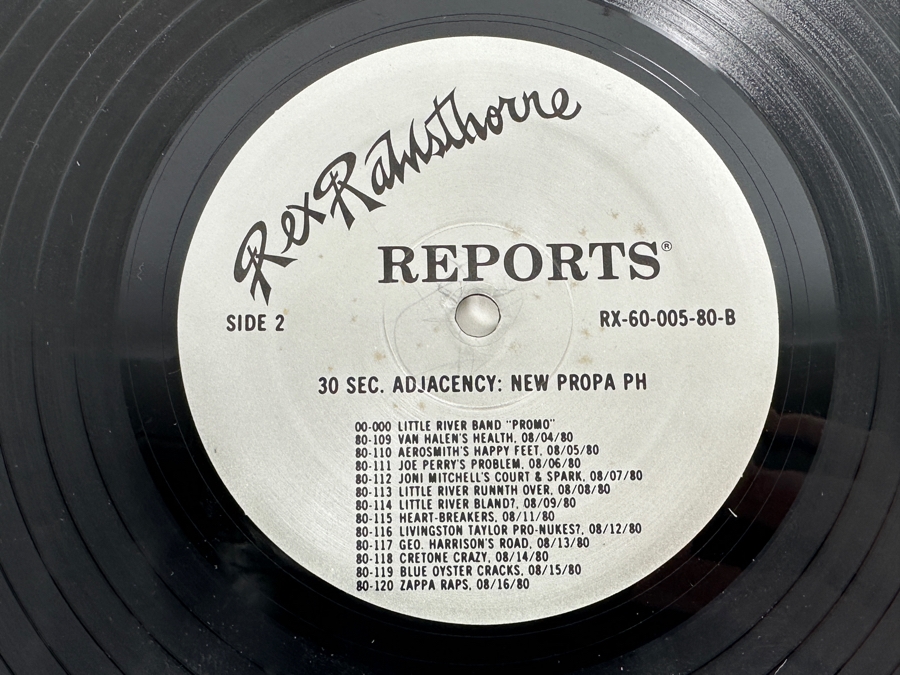 Rex Rawsthorne
REPORTS®
SIDE 2
RX-60-005-80-B
30 SEC. ADJACENCY: NEW PROPA PH
00-000 LITTLE RIVER BAND "PROMO"
80-109 VAN HALEN'S HEALTH, 08/04/80
80-110 AEROSMITH'S HAPPY FEET, 08/05/80
80-111 JOE PERRY'S PROBLEM, 08/06/80
80-112 JONI MITCHELL'S COURT & SPARK, 08/07/80
80-113 LITTLE RIVER RUNNTH OVER, 08/08/80
80-114 LITTLE RIVER BLAND?, 08/09/80
80-115 HEART-BREAKERS, 08/11/80
80-116 LIVINGSTON TAYLOR PRO-NUKES?, 08/12/80
80-117 GEO. HARRISON'S ROAD, 08/13/80
80-118 CRETONE CRAZY, 08/14/80
80-119 BLUE OYSTER CRACKS, 08/15/80
80-120 ZAPPA RAPS, 08/16/80